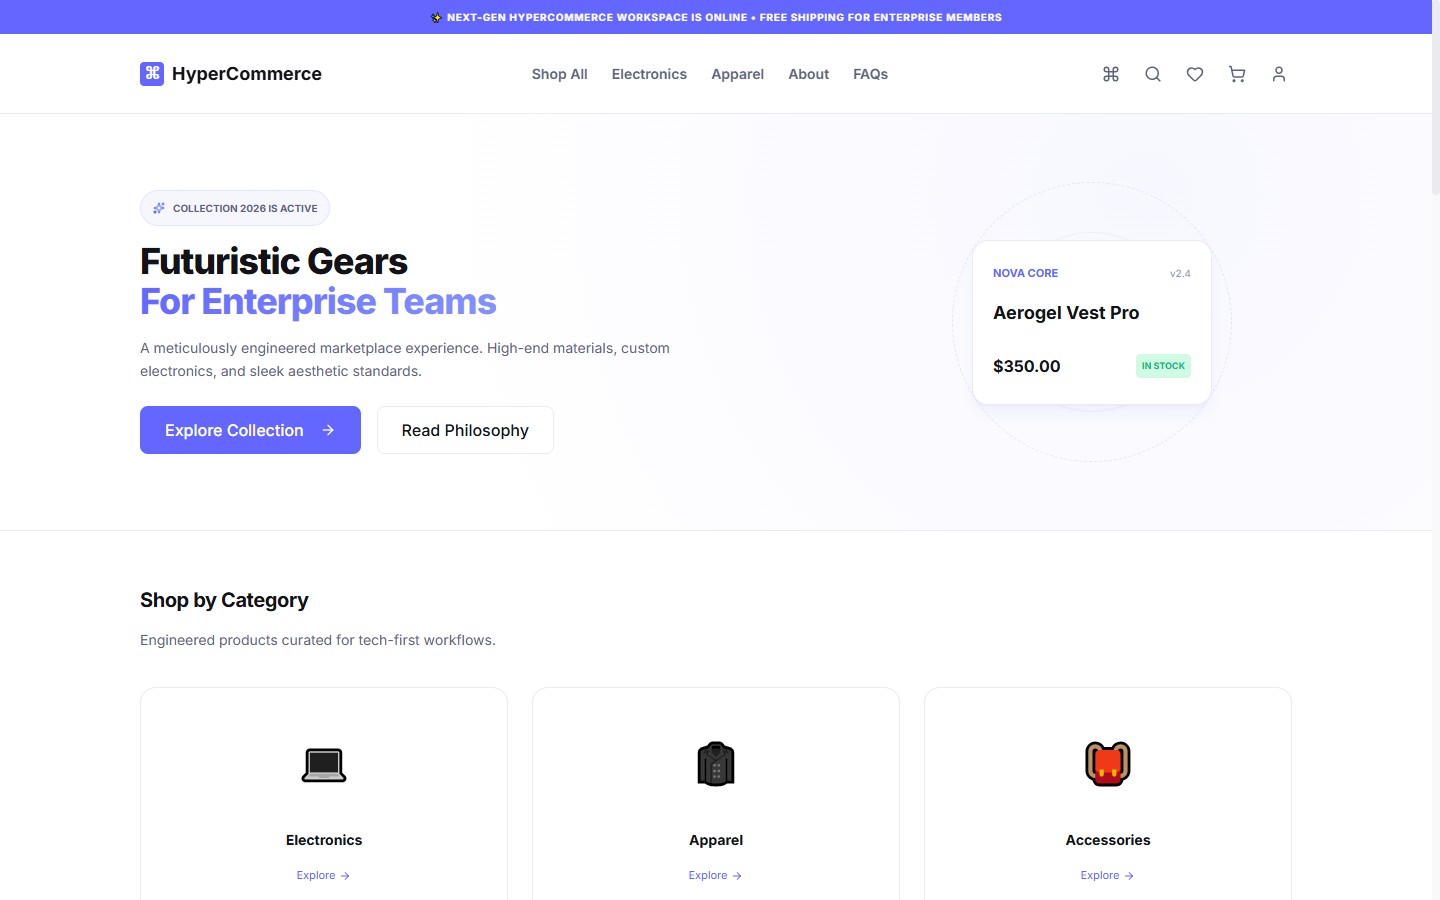 ✨ NEXT-GEN HYPERCOMMERCE WORKSPACE IS ONLINE • FREE SHIPPING FOR ENTERPRISE MEMBERS
⌘ HyperCommerce
Shop All Electronics Apparel About FAQs
COLLECTION 2026 IS ACTIVE
Futuristic Gears
For Enterprise Teams
A meticulously engineered marketplace experience. High-end materials, custom
electronics, and sleek aesthetic standards.
Explore Collection →
Read Philosophy
NOVA CORE v2.4
Aerogel Vest Pro
$350.00 IN STOCK
Shop by Category
Engineered products curated for tech-first workflows.
Electronics
Explore →
Apparel
Explore →
Accessories
Explore →